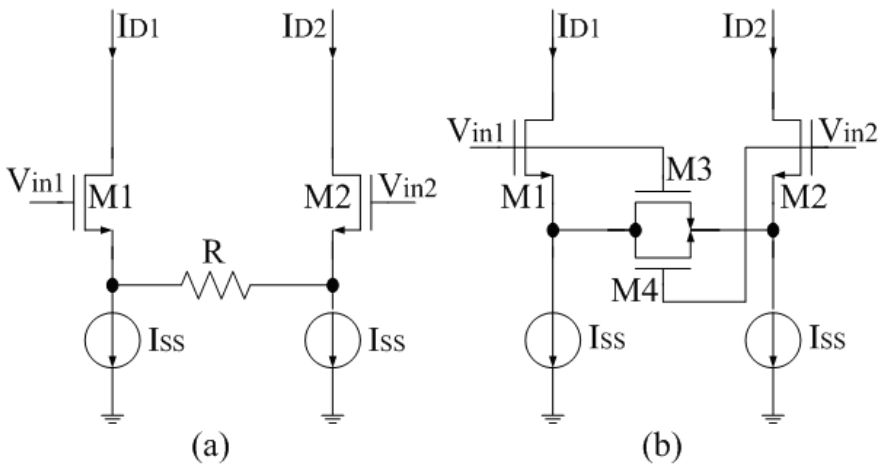 ID1
ID2
Vin1
M1
M2
Vin2
R
ISS
ISS
(a)
ID1
ID2
Vin1
Vin2
M3
M1
M2
M4
ISS
ISS
(b)